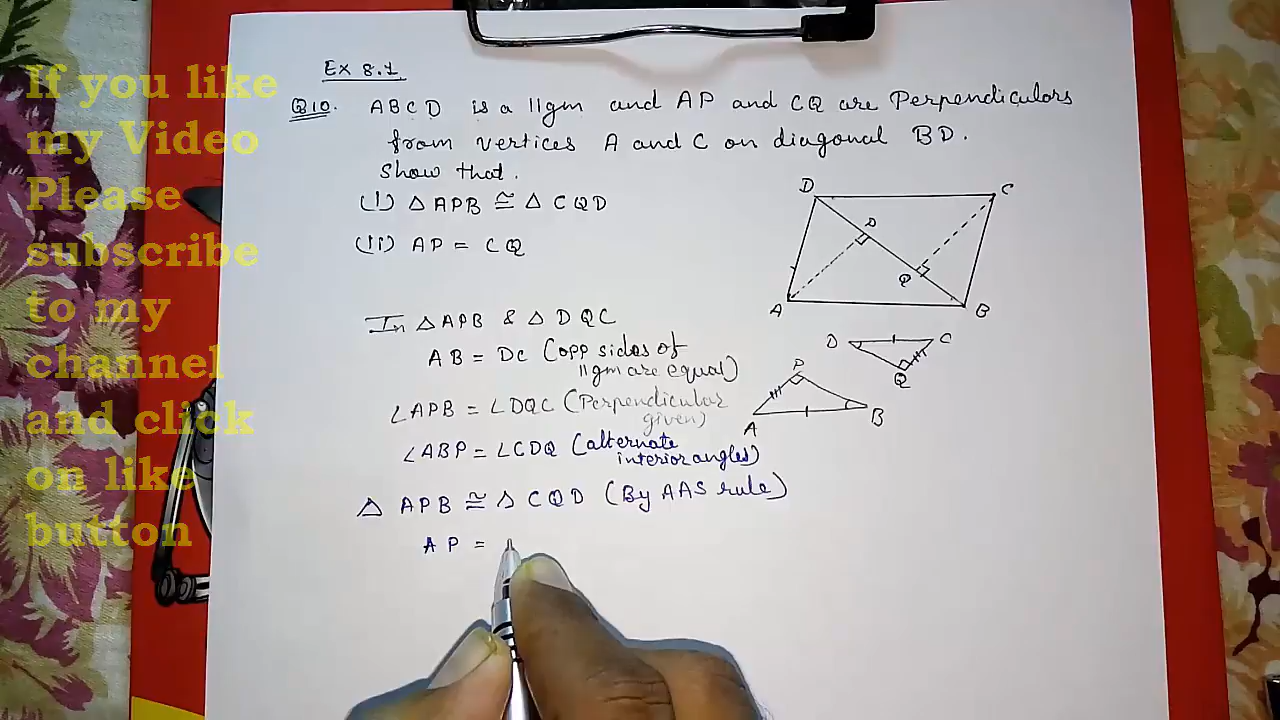 If you like
my Video
Please
subscribe
to my
channel
and click
on like
button
Ex 8.1
Q10. ABCD is a ||gm and AP and CQ are Perpendiculars
from vertices A and C on diagonal BD.
show that.
(I) △ APB ≅ △ CQD
(II) AP = CQ
D
C
P
Q
A
B
In △APB & △ DQC
AB = DC (opp sides of
||gm are equal)
∠APB = ∠DQC (Perpendicular
given)
∠ABP = ∠CDQ (alternate
interior angles)
△ APB ≅ △ CQD (By AAS rule)
AP =
D
C
Q
P
A
B